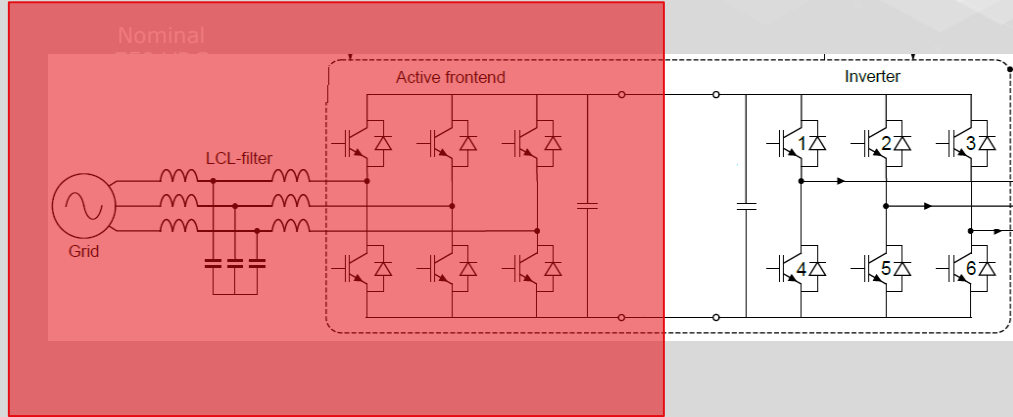 Nominal
Active frontend
Inverter
LCL-filter
Grid
1
2
3
4
5
6